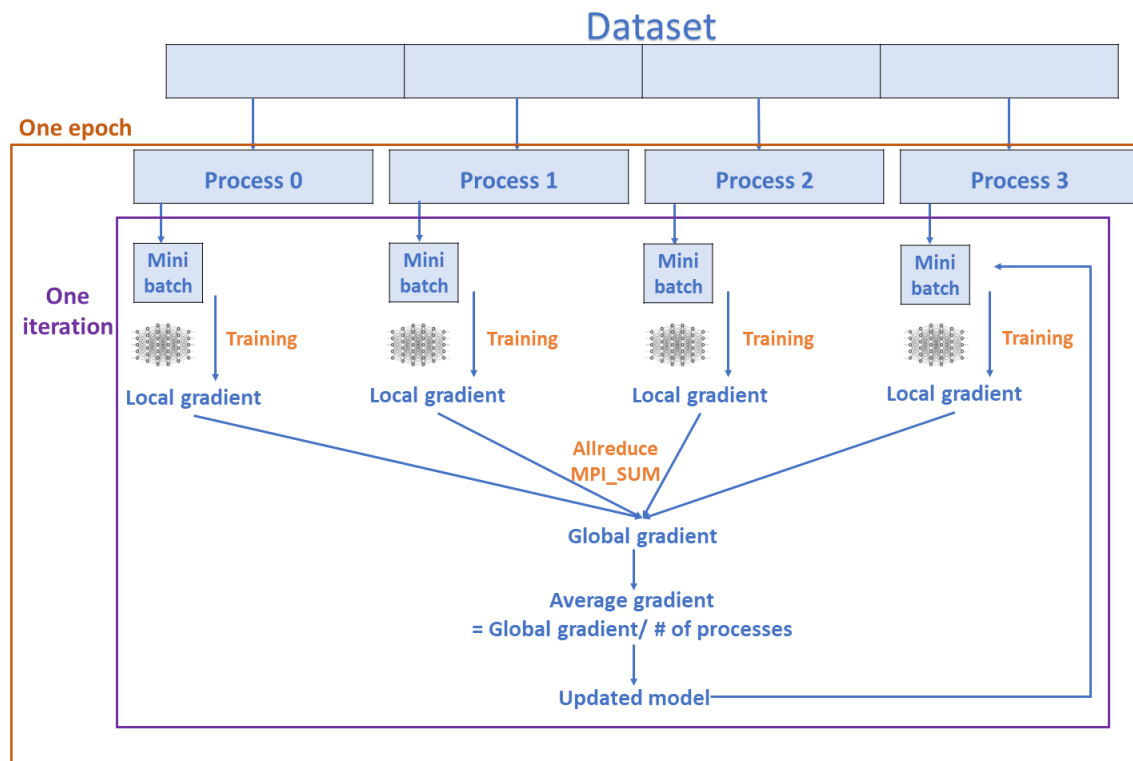 Dataset
One epoch
Process 0
Process 1
Process 2
Process 3
Mini
batch
Mini
batch
Mini
batch
Mini
batch
One
iteration
Training
Training
Training
Training
Local gradient
Local gradient
Local gradient
Local gradient
Allreduce
MPI_SUM
Global gradient
Average gradient
= Global gradient/ # of processes
Updated model